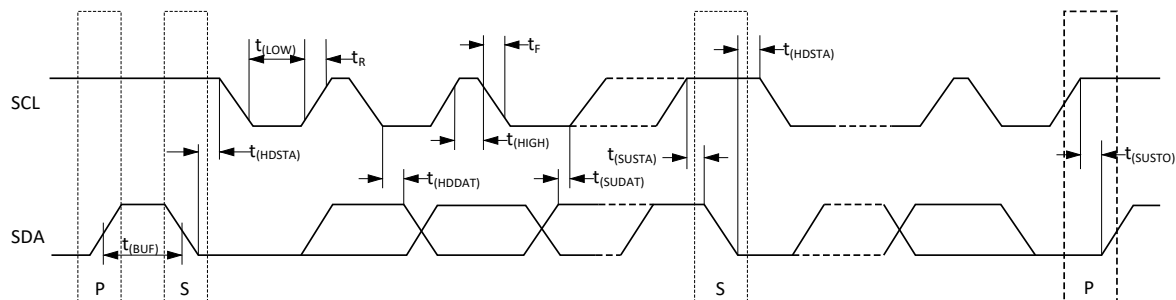 t(LOW)
tR
tF
t(HDSTA)
SCL
t(HDSTA)
t(HIGH)
t(SUSTA)
t(SUSTO)
t(HDDAT)
t(SUDAT)
SDA
t(BUF)
P
S
S
P